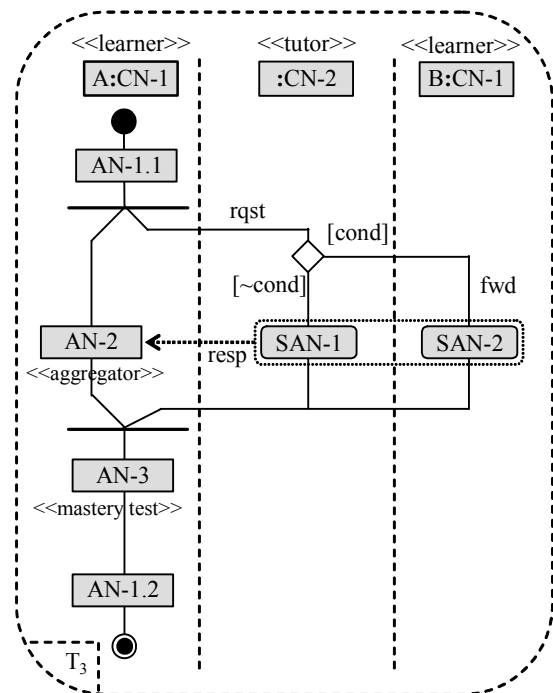 <<learner>> <<tutor>> <<learner>>
A:CN-1 :CN-2 B:CN-1
AN-1.1
rqst
[cond]
[~cond]
fwd
AN-2 SAN-1 SAN-2
resp
<<aggregator>>
AN-3
<<mastery test>>
AN-1.2
T3